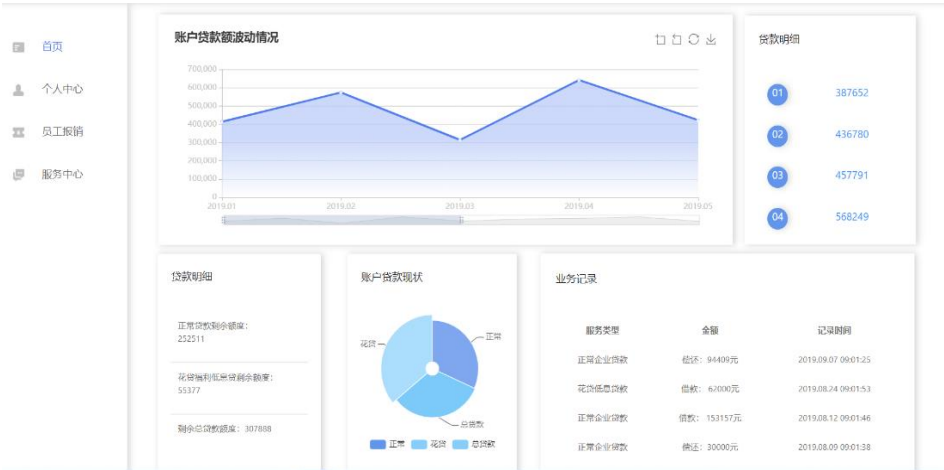 首页
个人中心
员工报销
服务中心
账户贷款额波动情况
700,000
600,000
500,000
400,000
300,000
200,000
100,000
0
2019.01 2019.02 2019.03 2019.04 2019.05
贷款明细
01 387652
02 436780
03 457791
04 568249
贷款明细
正常贷款剩余额度:
252511
花贷福利低息贷剩余额度:
55377
剩余总贷款额度: 307888
账户贷款现状
花贷
正常
总贷款
正常 花贷 总贷款
业务记录
服务类型 金额 记录时间
正常企业贷款 偿还: 94409元 2019.09.07 09:01:25
花贷低息贷款 借款: 62000元 2019.08.24 09:01:53
正常企业贷款 借款: 153157元 2019.08.12 09:01:46
正常企业贷款 偿还: 30000元 2019.08.09 09:01:38